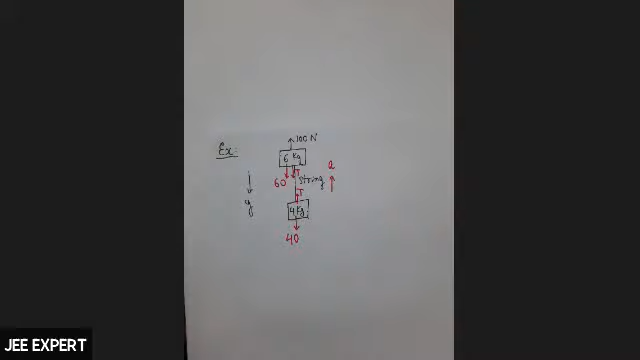 Ex:
100 N
6 Kg
T
60
string
a
T
g
4 Kg
40
JEE EXPERT